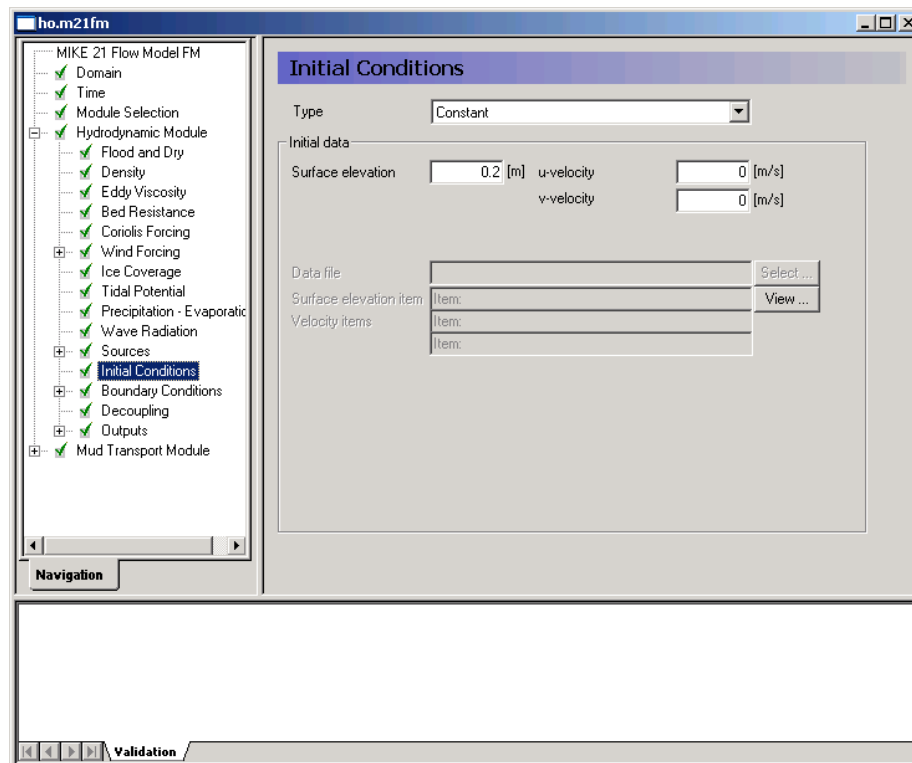 ho.m21fm
MIKE 21 Flow Model FM
Domain
Time
Module Selection
Hydrodynamic Module
Flood and Dry
Density
Eddy Viscosity
Bed Resistance
Coriolis Forcing
Wind Forcing
Ice Coverage
Tidal Potential
Precipitation - Evaporatic
Wave Radiation
Sources
Initial Conditions
Boundary Conditions
Decoupling
Outputs
Mud Transport Module
Navigation
Initial Conditions
Type Constant
Initial data
Surface elevation 0.2 [m] u-velocity 0 [m/s]
v-velocity 0 [m/s]
Data file Select ...
Surface elevation item Item: View ...
Velocity items Item:
Item:
Validation